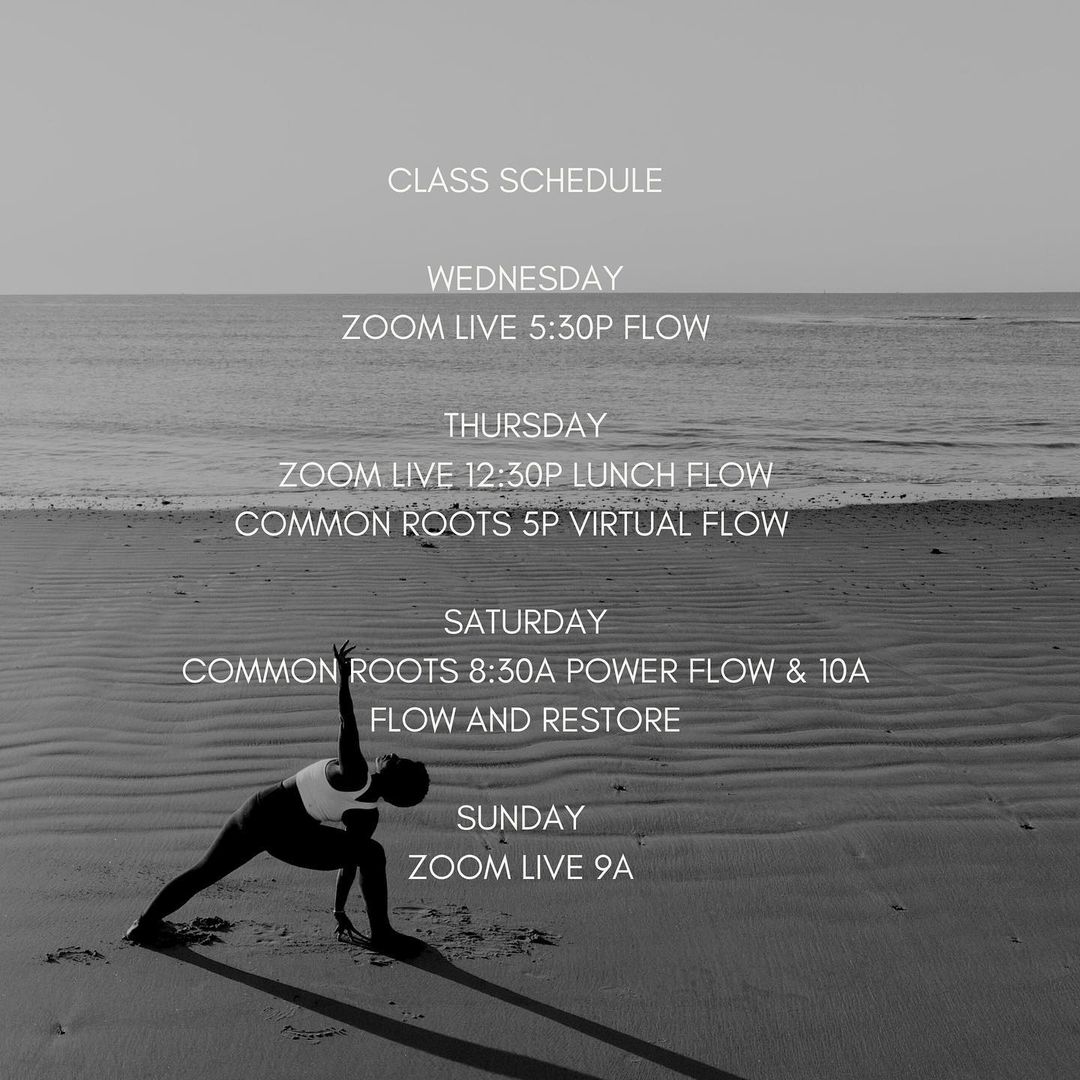 CLASS SCHEDULE
WEDNESDAY
ZOOM LIVE 5:30P FLOW
THURSDAY
ZOOM LIVE 12:30P LUNCH FLOW
COMMON ROOTS 5P VIRTUAL FLOW
SATURDAY
COMMON ROOTS 8:30A POWER FLOW & 10A
FLOW AND RESTORE
SUNDAY
ZOOM LIVE 9A